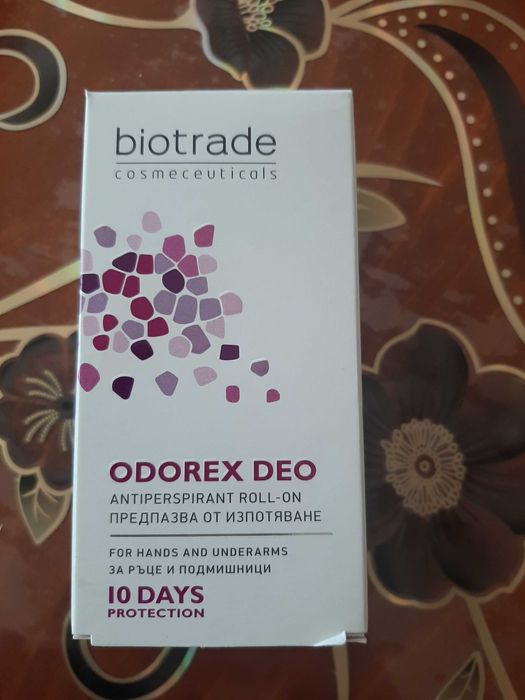 biotrade
cosmeceuticals
ODOREX DEO
ANTIPERSPIRANT ROLL-ON
ПРЕДПАЗВА ОТ ИЗПОТЯВАНЕ
FOR HANDS AND UNDERARMS
ЗА РЪЦЕ И ПОДМИШНИЦИ
10 DAYS
PROTECTION